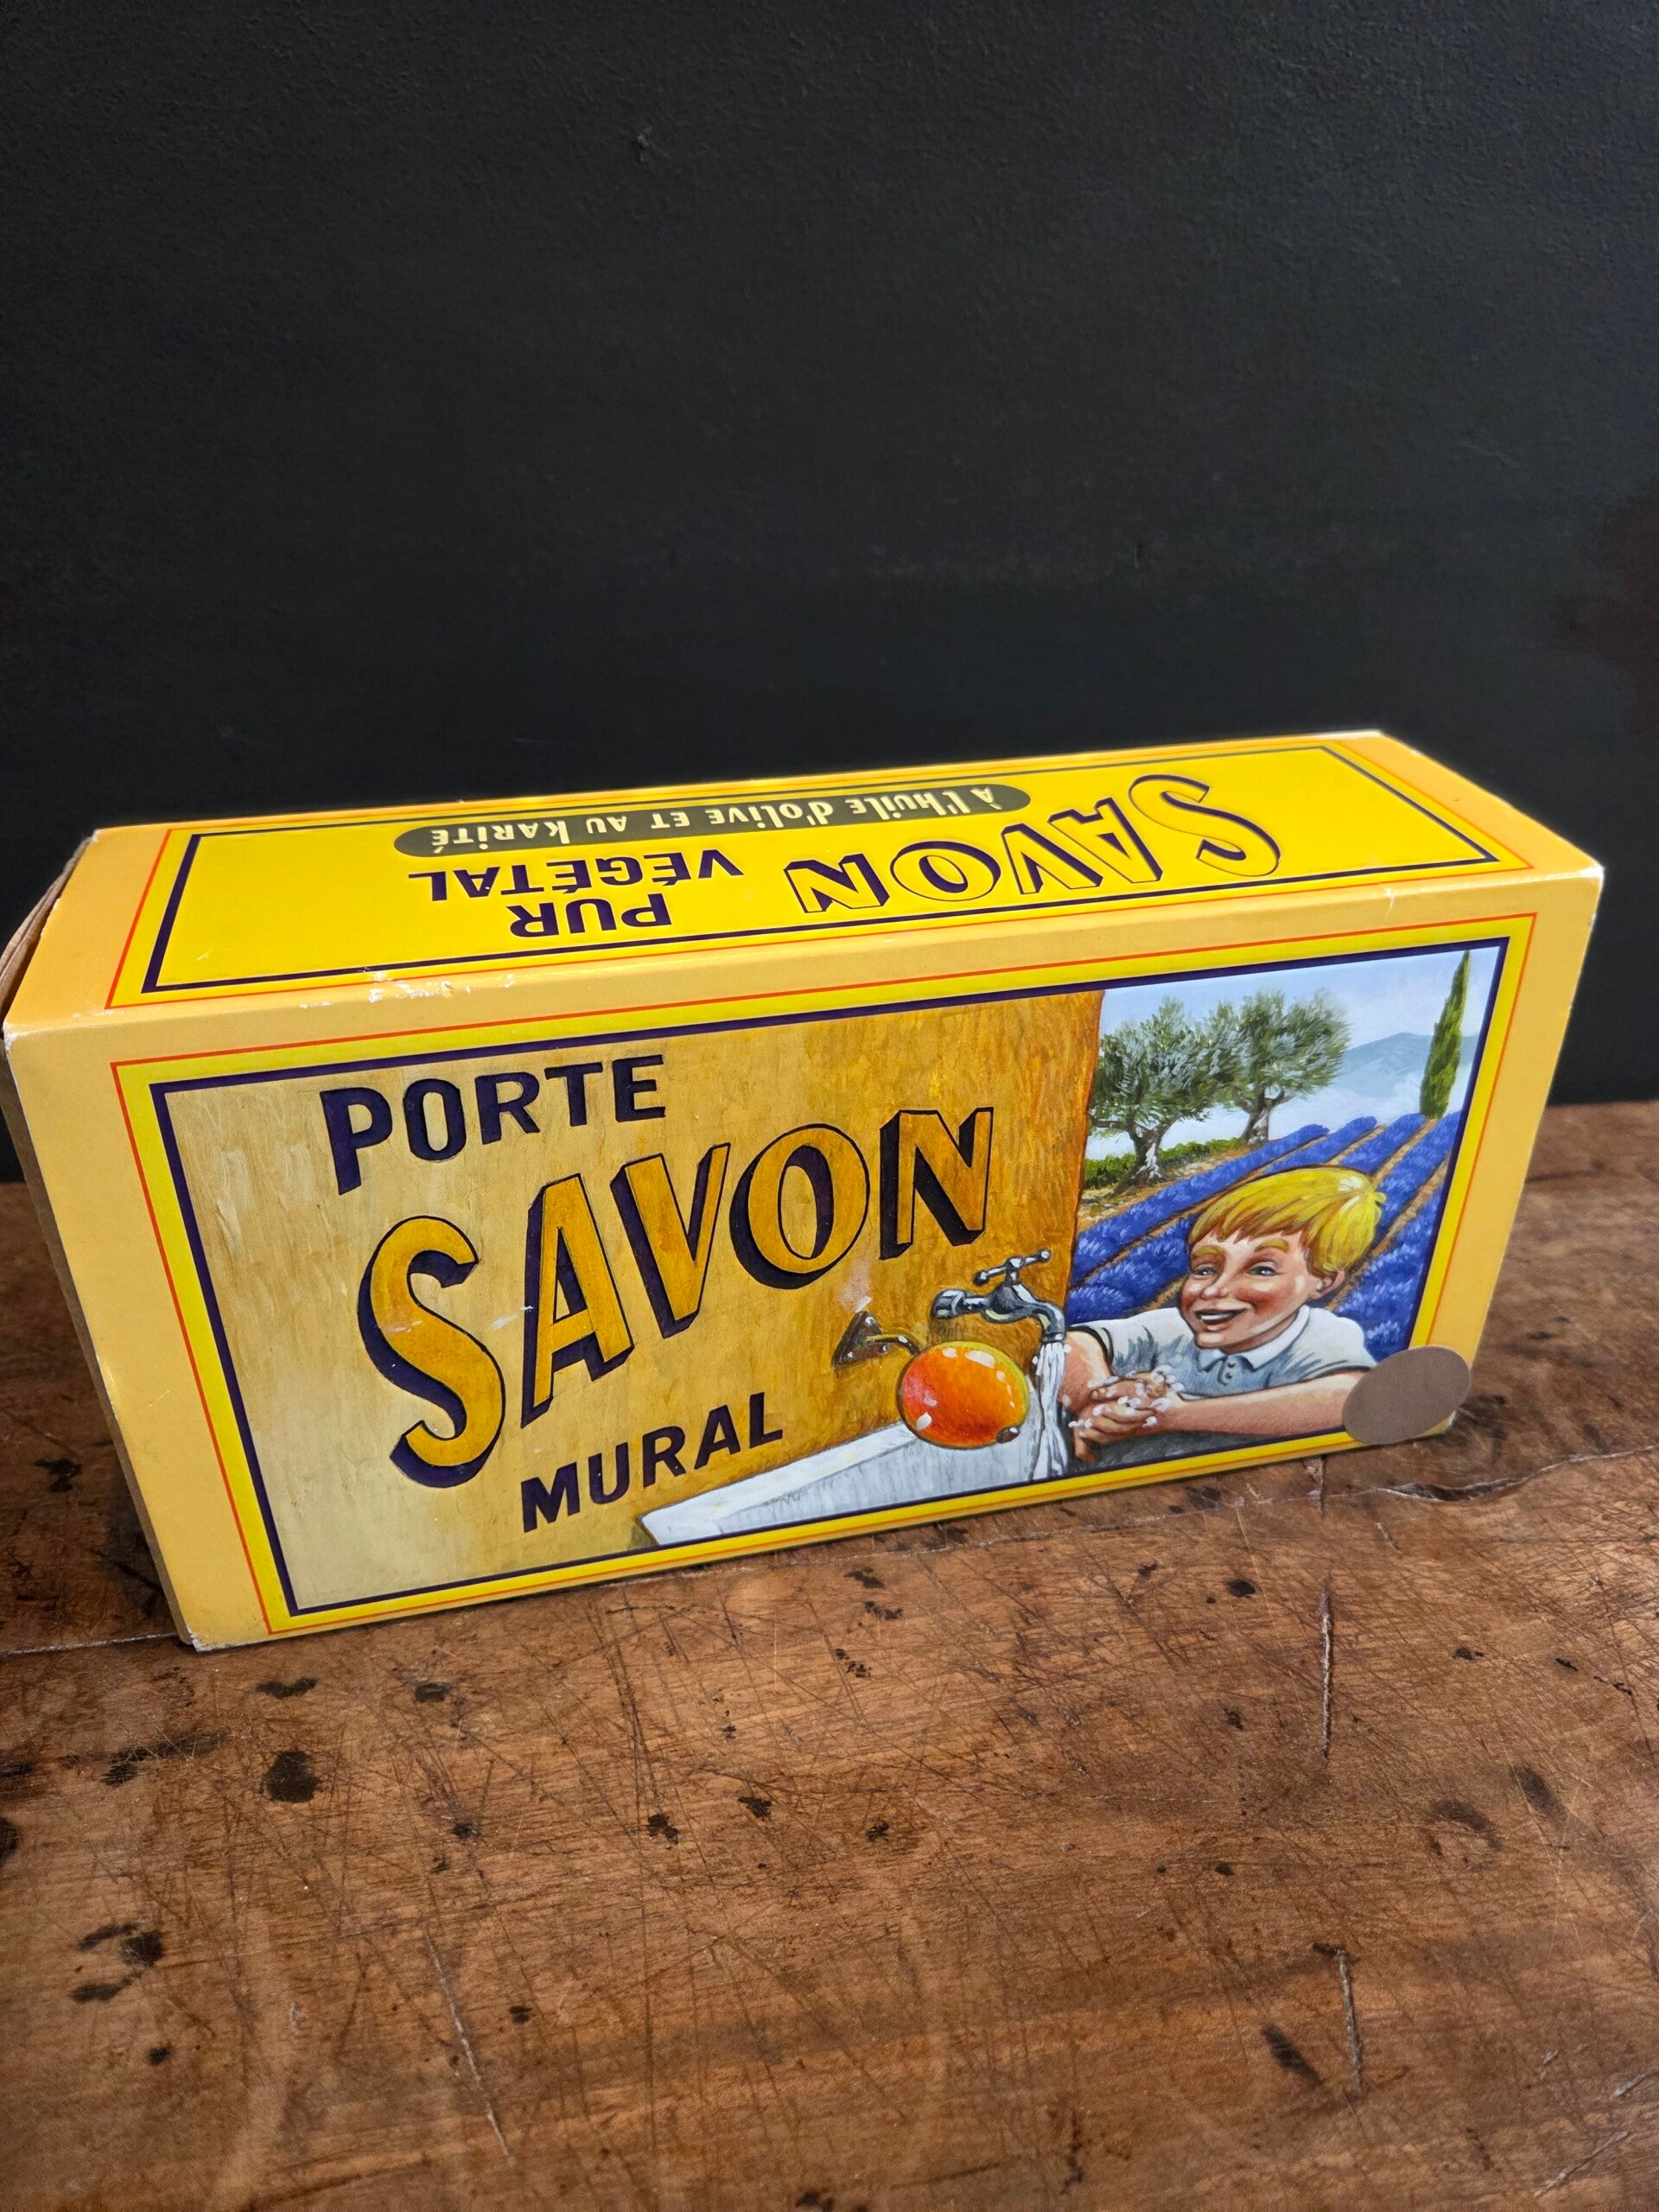 PORTE
SAVON
MURAL
SAVON
PUR
VÉGÉTAL
à l'huile d'olive et au karité